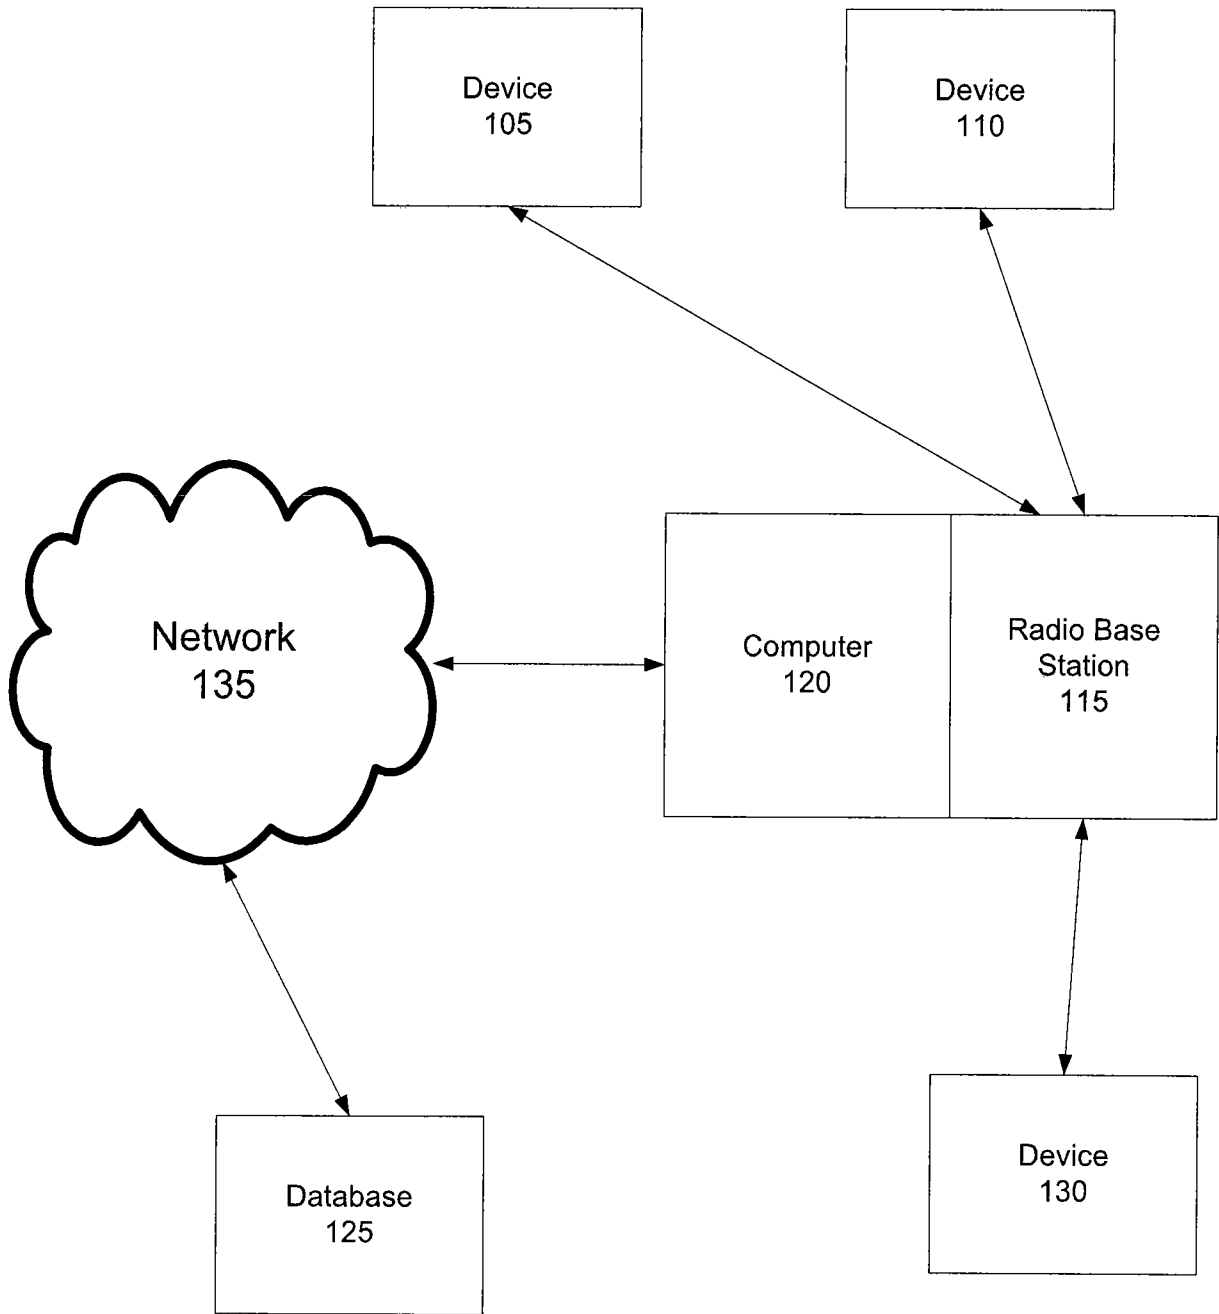 Device
105
Device
110
Network
135
Computer
120
Radio Base
Station
115
Database
125
Device
130